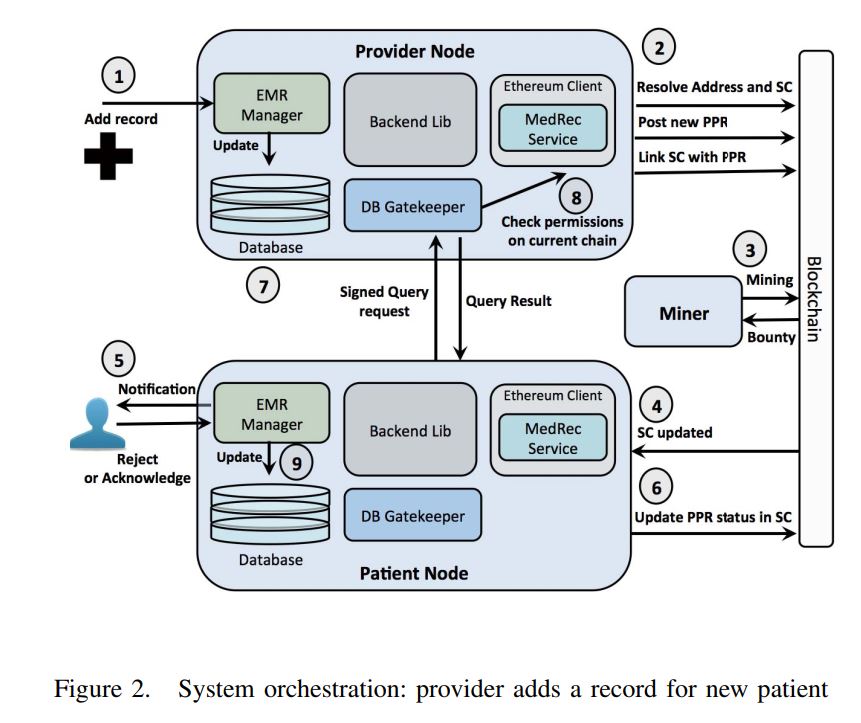 Provider Node
1
Add record
EMR
Manager
Update
Database
Backend Lib
DB Gatekeeper
Ethereum Client
MedRec
Service
8
Check permissions
on current chain
2
Resolve Address and SC
Post new PPR
Link SC with PPR
7
Signed Query
request
Query Result
3
Mining
Miner
Bounty
Blockchain
5
Notification
Reject
or Acknowledge
EMR
Manager
Update
9
Database
Backend Lib
DB Gatekeeper
Ethereum Client
MedRec
Service
Patient Node
4
SC updated
6
Update PPR status in SC
Figure 2. System orchestration: provider adds a record for new patient